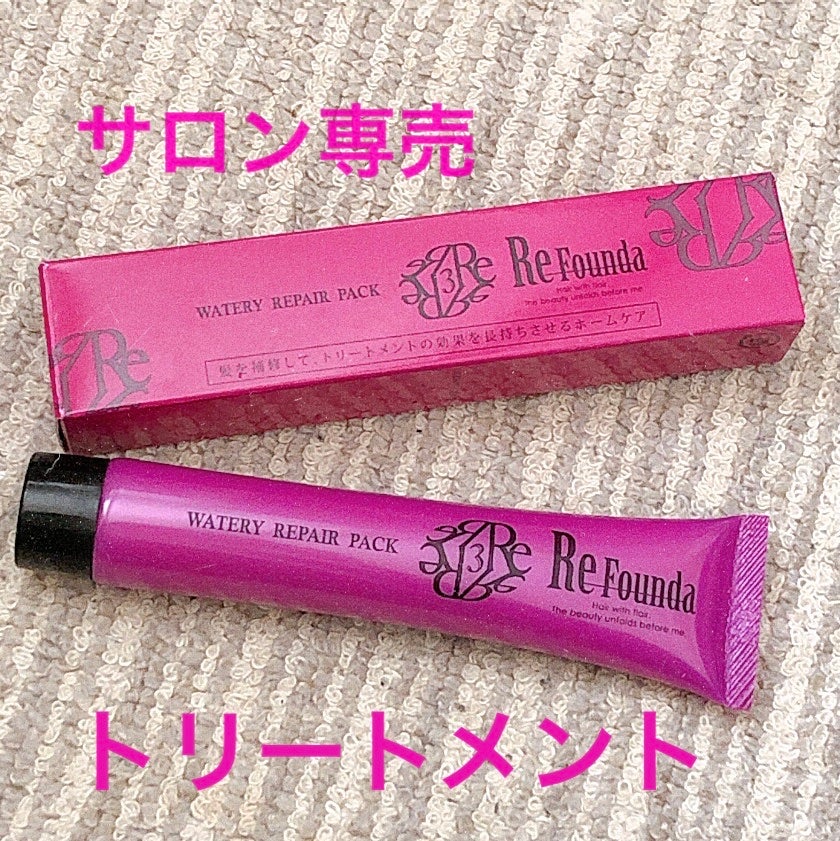 サロン専売
WATERY REPAIR PACK
3Re
Re Founda
Hair with flair
The beauty unfolds before me
髪を補修して、トリートメントの効果を長持ちさせるホームケア
Re
WATERY REPAIR PACK
3Re
Re Founda
Hair with flair
The beauty unfolds before me
トリートメント